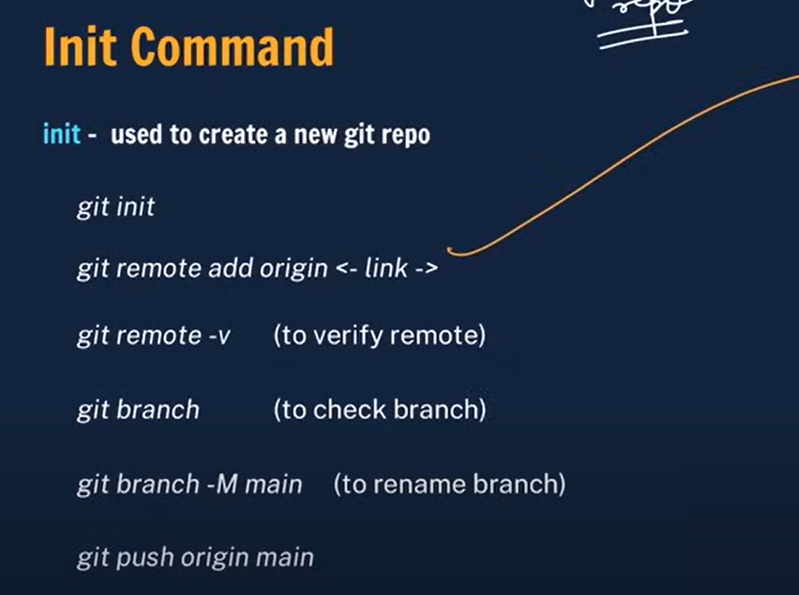 repo
Init Command
init - used to create a new git repo
git init
git remote add origin <- link ->
git remote -v (to verify remote)
git branch (to check branch)
git branch -M main (to rename branch)
git push origin main